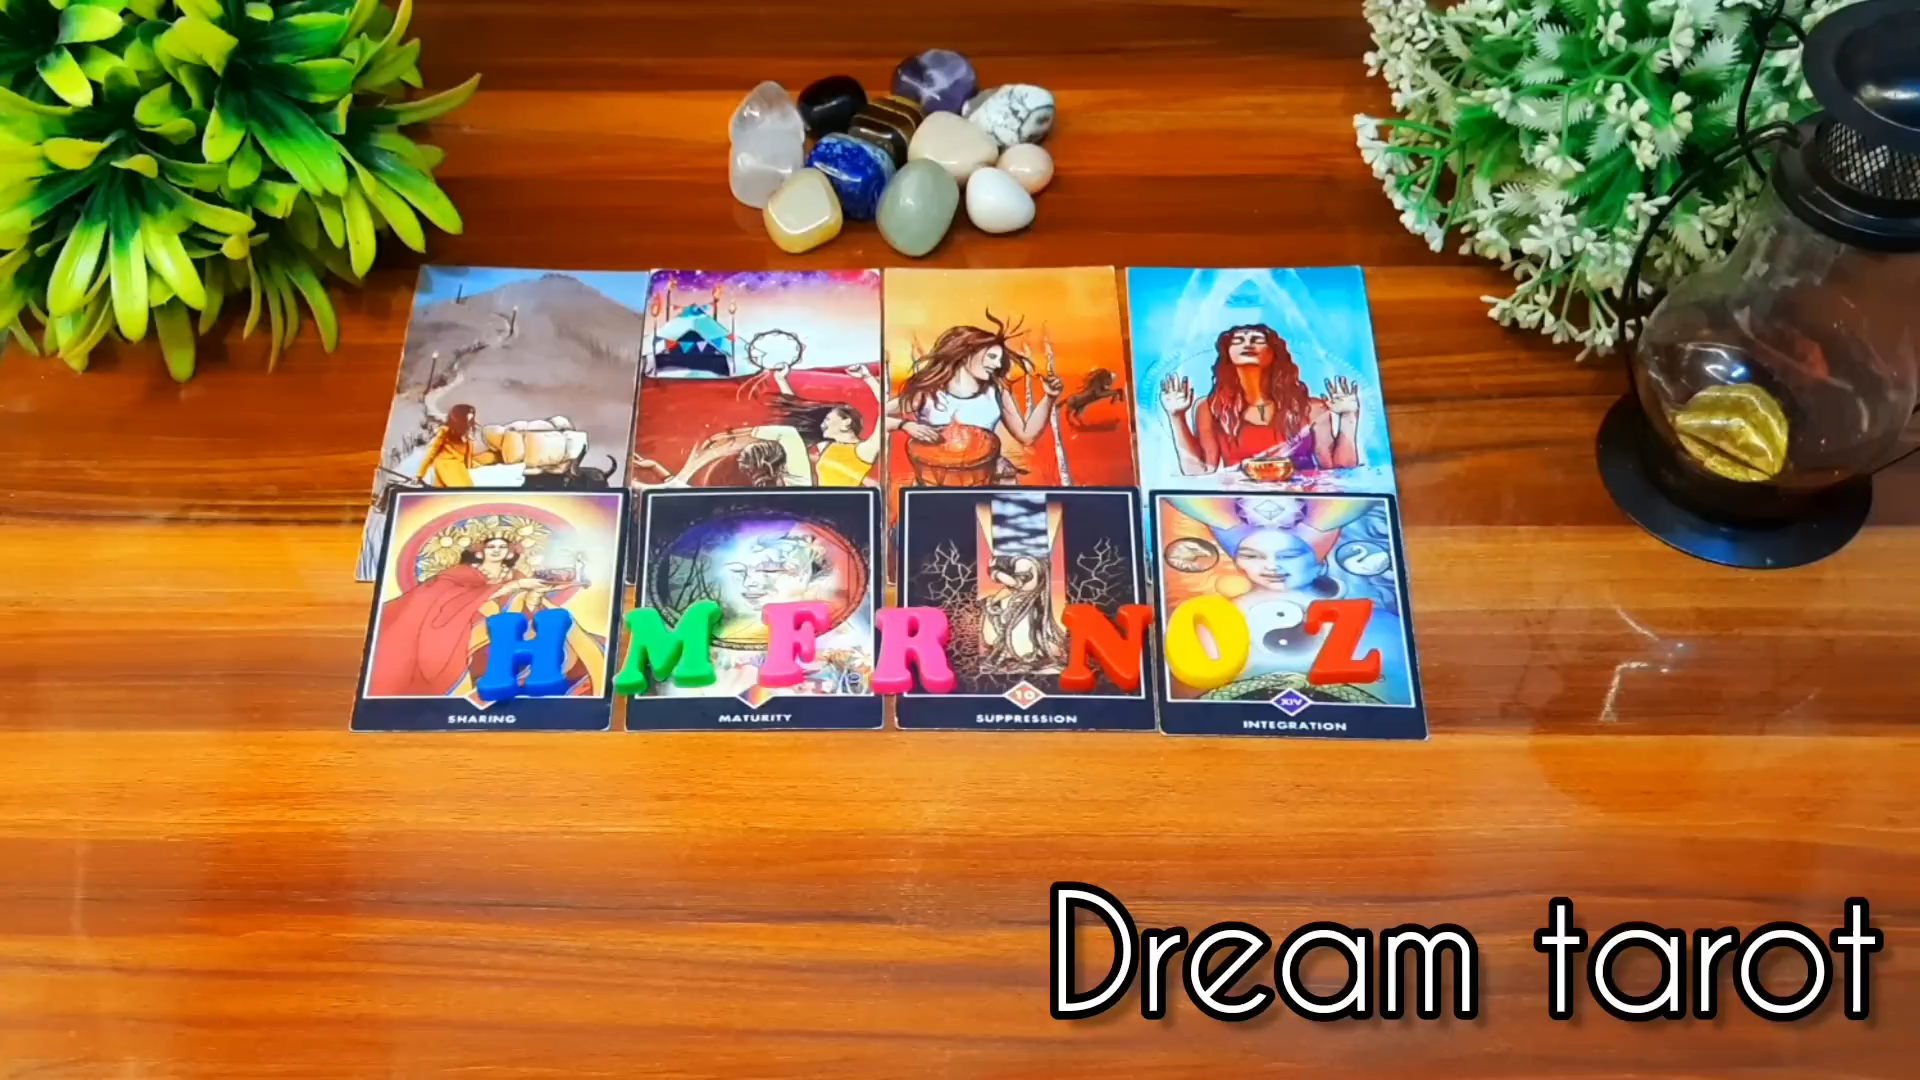 H M F R N O Z
10
XIV
SHARING MATURITY SUPPRESSION INTEGRATION
Dream tarot